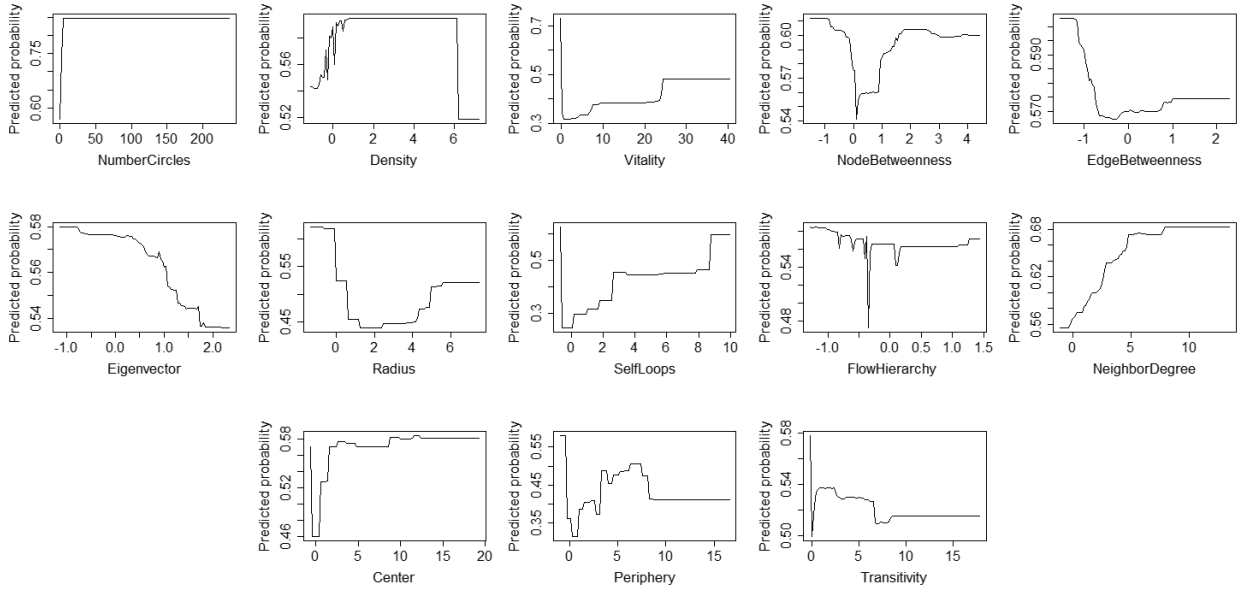 Predicted probability
0.60 0.75
0 50 100 150 200
NumberCircles
Predicted probability
0.52 0.56
0 2 4 6
Density
Predicted probability
0.3 0.5 0.7
0 10 20 30 40
Vitality
Predicted probability
0.54 0.57 0.60
-1 0 1 2 3 4
NodeBetweenness
Predicted probability
0.570 0.570 0.590
-1 0 1 2
EdgeBetweenness
Predicted probability
0.54 0.56 0.58
-1.0 0.0 1.0 2.0
Eigenvector
Predicted probability
0.45 0.55
0 2 4 6
Radius
Predicted probability
0.3 0.5
0 2 4 6 8 10
SelfLoops
Predicted probability
0.48 0.54
-1.0 0.0 0.5 1.0 1.5
FlowHierarchy
Predicted probability
0.56 0.62 0.68
0 5 10
NeighborDegree
Predicted probability
0.46 0.52 0.58
0 5 10 15 20
Center
Predicted probability
0.35 0.45 0.55
0 5 10 15
Periphery
Predicted probability
0.50 0.54 0.58
0 5 10 15
Transitivity